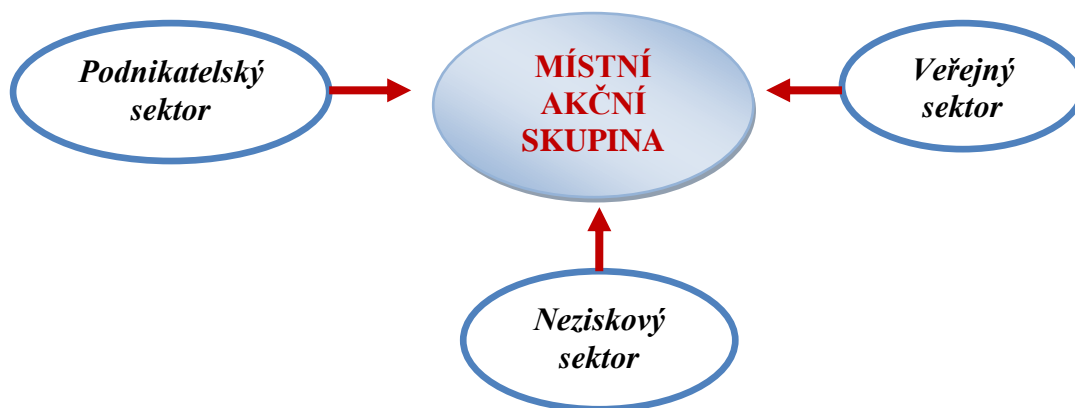 Podnikatelský
sektor
MÍSTNÍ
AKČNÍ
SKUPINA
Veřejný
sektor
Neziskový
sektor